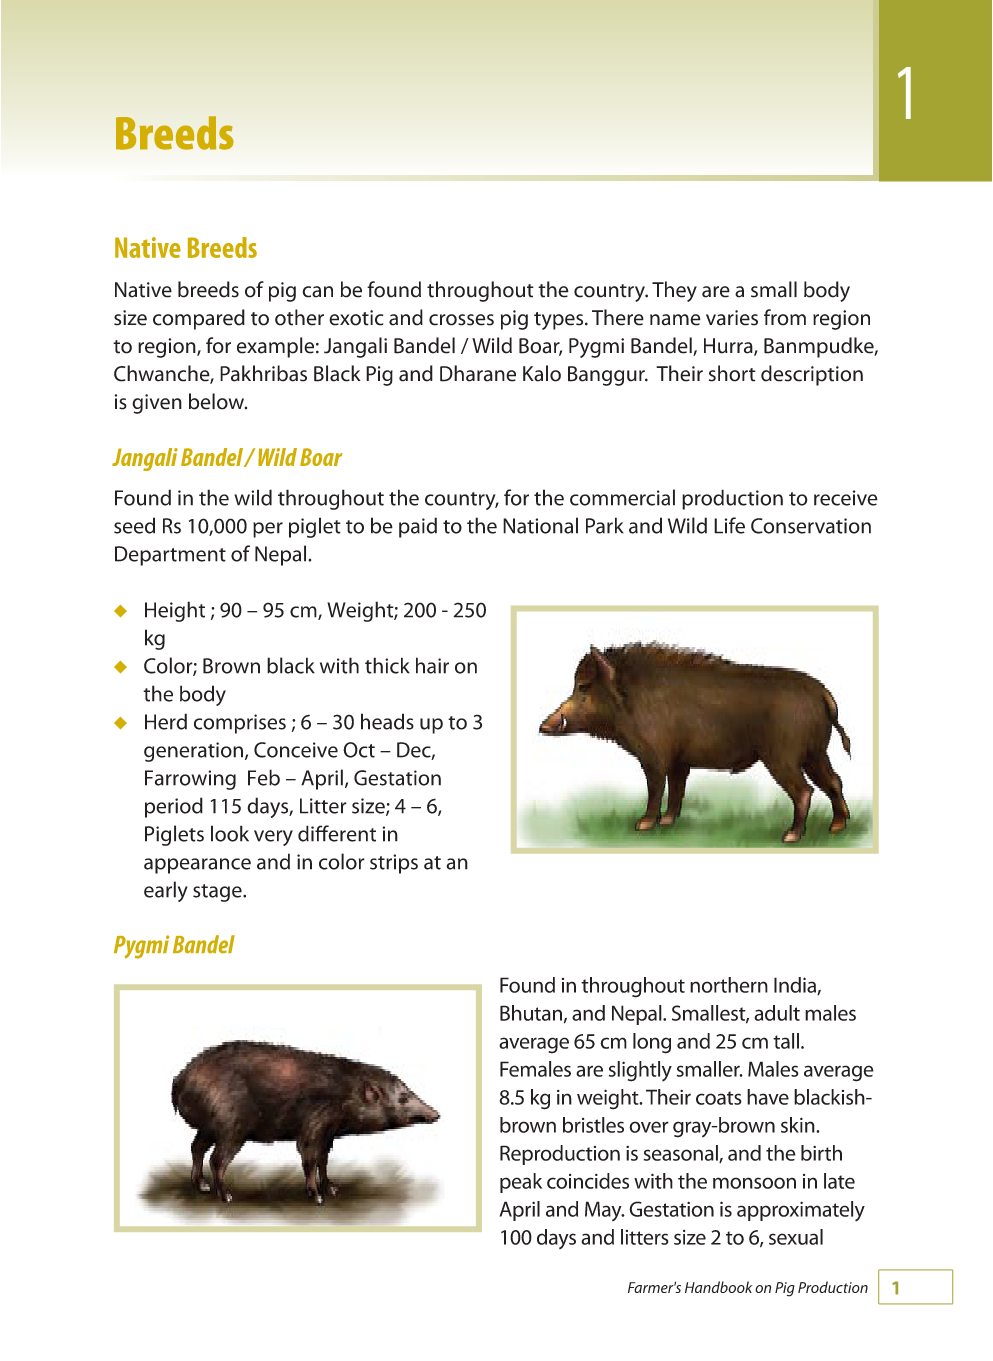 1
Breeds
Native Breeds
Native breeds of pig can be found throughout the country. They are a small body
size compared to other exotic and crosses pig types. There name varies from region
to region, for example: Jangali Bandel / Wild Boar, Pygmi Bandel, Hurra, Banmpudke,
Chwanche, Pakhribas Black Pig and Dharane Kalo Banggur.  Their short description
is given below.
Jangali Bandel / Wild Boar
Found in the wild throughout the country, for the commercial production to receive
seed Rs 10,000 per piglet to be paid to the National Park and Wild Life Conservation
Department of Nepal.
◆ Height ; 90 – 95 cm, Weight; 200 - 250
kg
◆ Color; Brown black with thick hair on
the body
◆ Herd comprises ; 6 – 30 heads up to 3
generation, Conceive Oct – Dec,
Farrowing  Feb – April, Gestation
period 115 days, Litter size; 4 – 6,
Piglets look very different in
appearance and in color strips at an
early stage.
Pygmi Bandel
Found in throughout northern India,
Bhutan, and Nepal. Smallest, adult males
average 65 cm long and 25 cm tall.
Females are slightly smaller. Males average
8.5 kg in weight. Their coats have blackish-
brown bristles over gray-brown skin.
Reproduction is seasonal, and the birth
peak coincides with the monsoon in late
April and May. Gestation is approximately
100 days and litters size 2 to 6, sexual
Farmer's Handbook on Pig Production 1